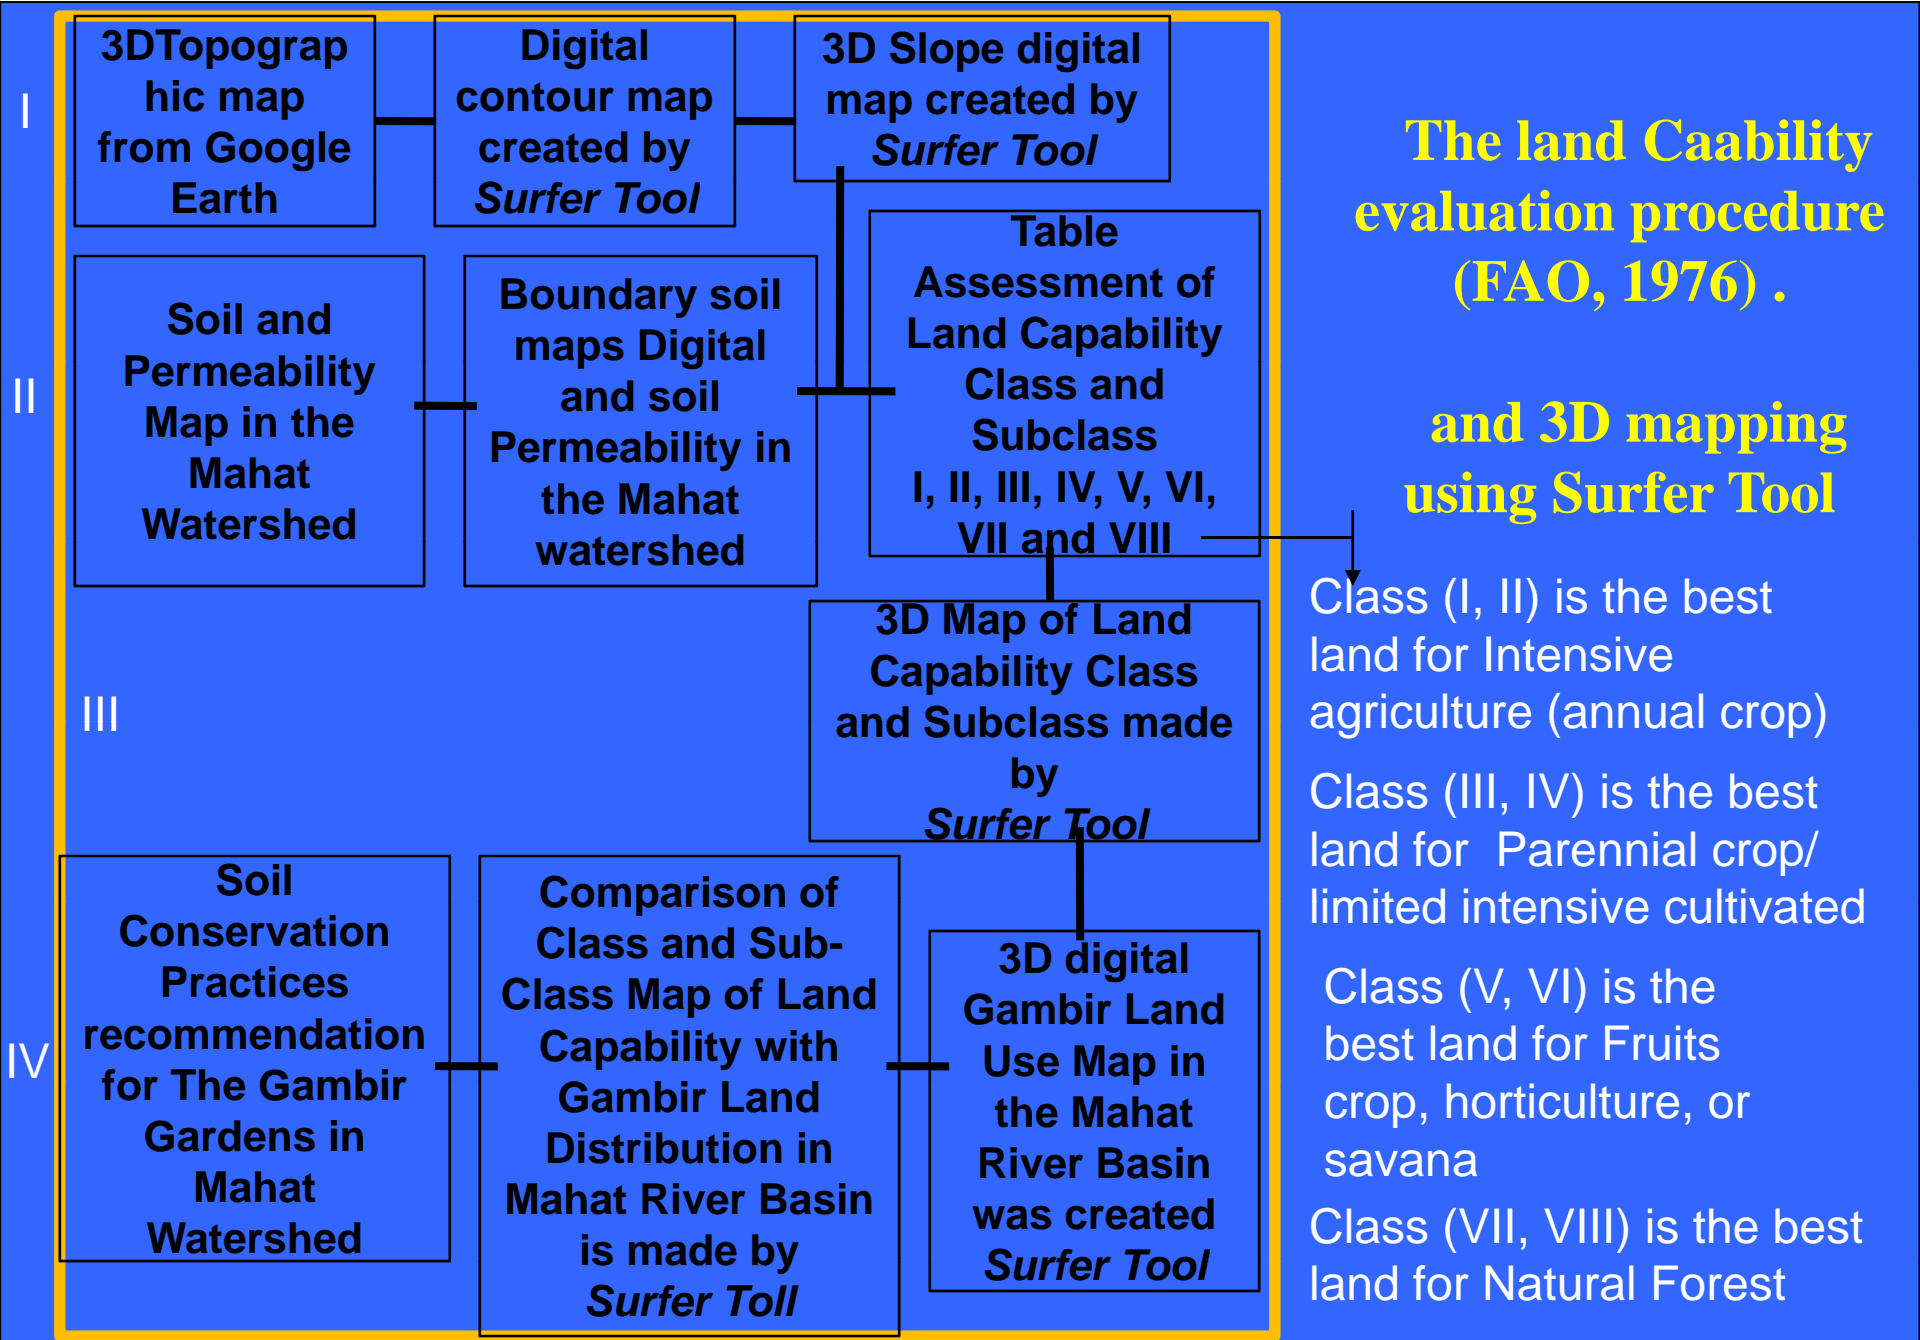 I
3DTopograp
hic map
from Google
Earth
Digital
contour map
created by
Surfer Tool
3D Slope digital
map created by
Surfer Tool
II
Soil and
Permeability
Map in the
Mahat
Watershed
Boundary soil
maps Digital
and soil
Permeability in
the Mahat
watershed
Table
Assessment of
Land Capability
Class and
Subclass
I, II, III, IV, V, VI,
VII and VIII
III
3D Map of Land
Capability Class
and Subclass made
by
Surfer Tool
IV
Soil
Conservation
Practices
recommendation
for The Gambir
Gardens in
Mahat
Watershed
Comparison of
Class and Sub-
Class Map of Land
Capability with
Gambir Land
Distribution in
Mahat River Basin
is made by
Surfer Toll
3D digital
Gambir Land
Use Map in
the Mahat
River Basin
was created
Surfer Tool
The land Caability
evaluation procedure
(FAO, 1976) .
and 3D mapping
using Surfer Tool
Class (I, II) is the best
land for Intensive
agriculture (annual crop)
Class (III, IV) is the best
land for Parennial crop/
limited intensive cultivated
Class (V, VI) is the
best land for Fruits
crop, horticulture, or
savana
Class (VII, VIII) is the best
land for Natural Forest